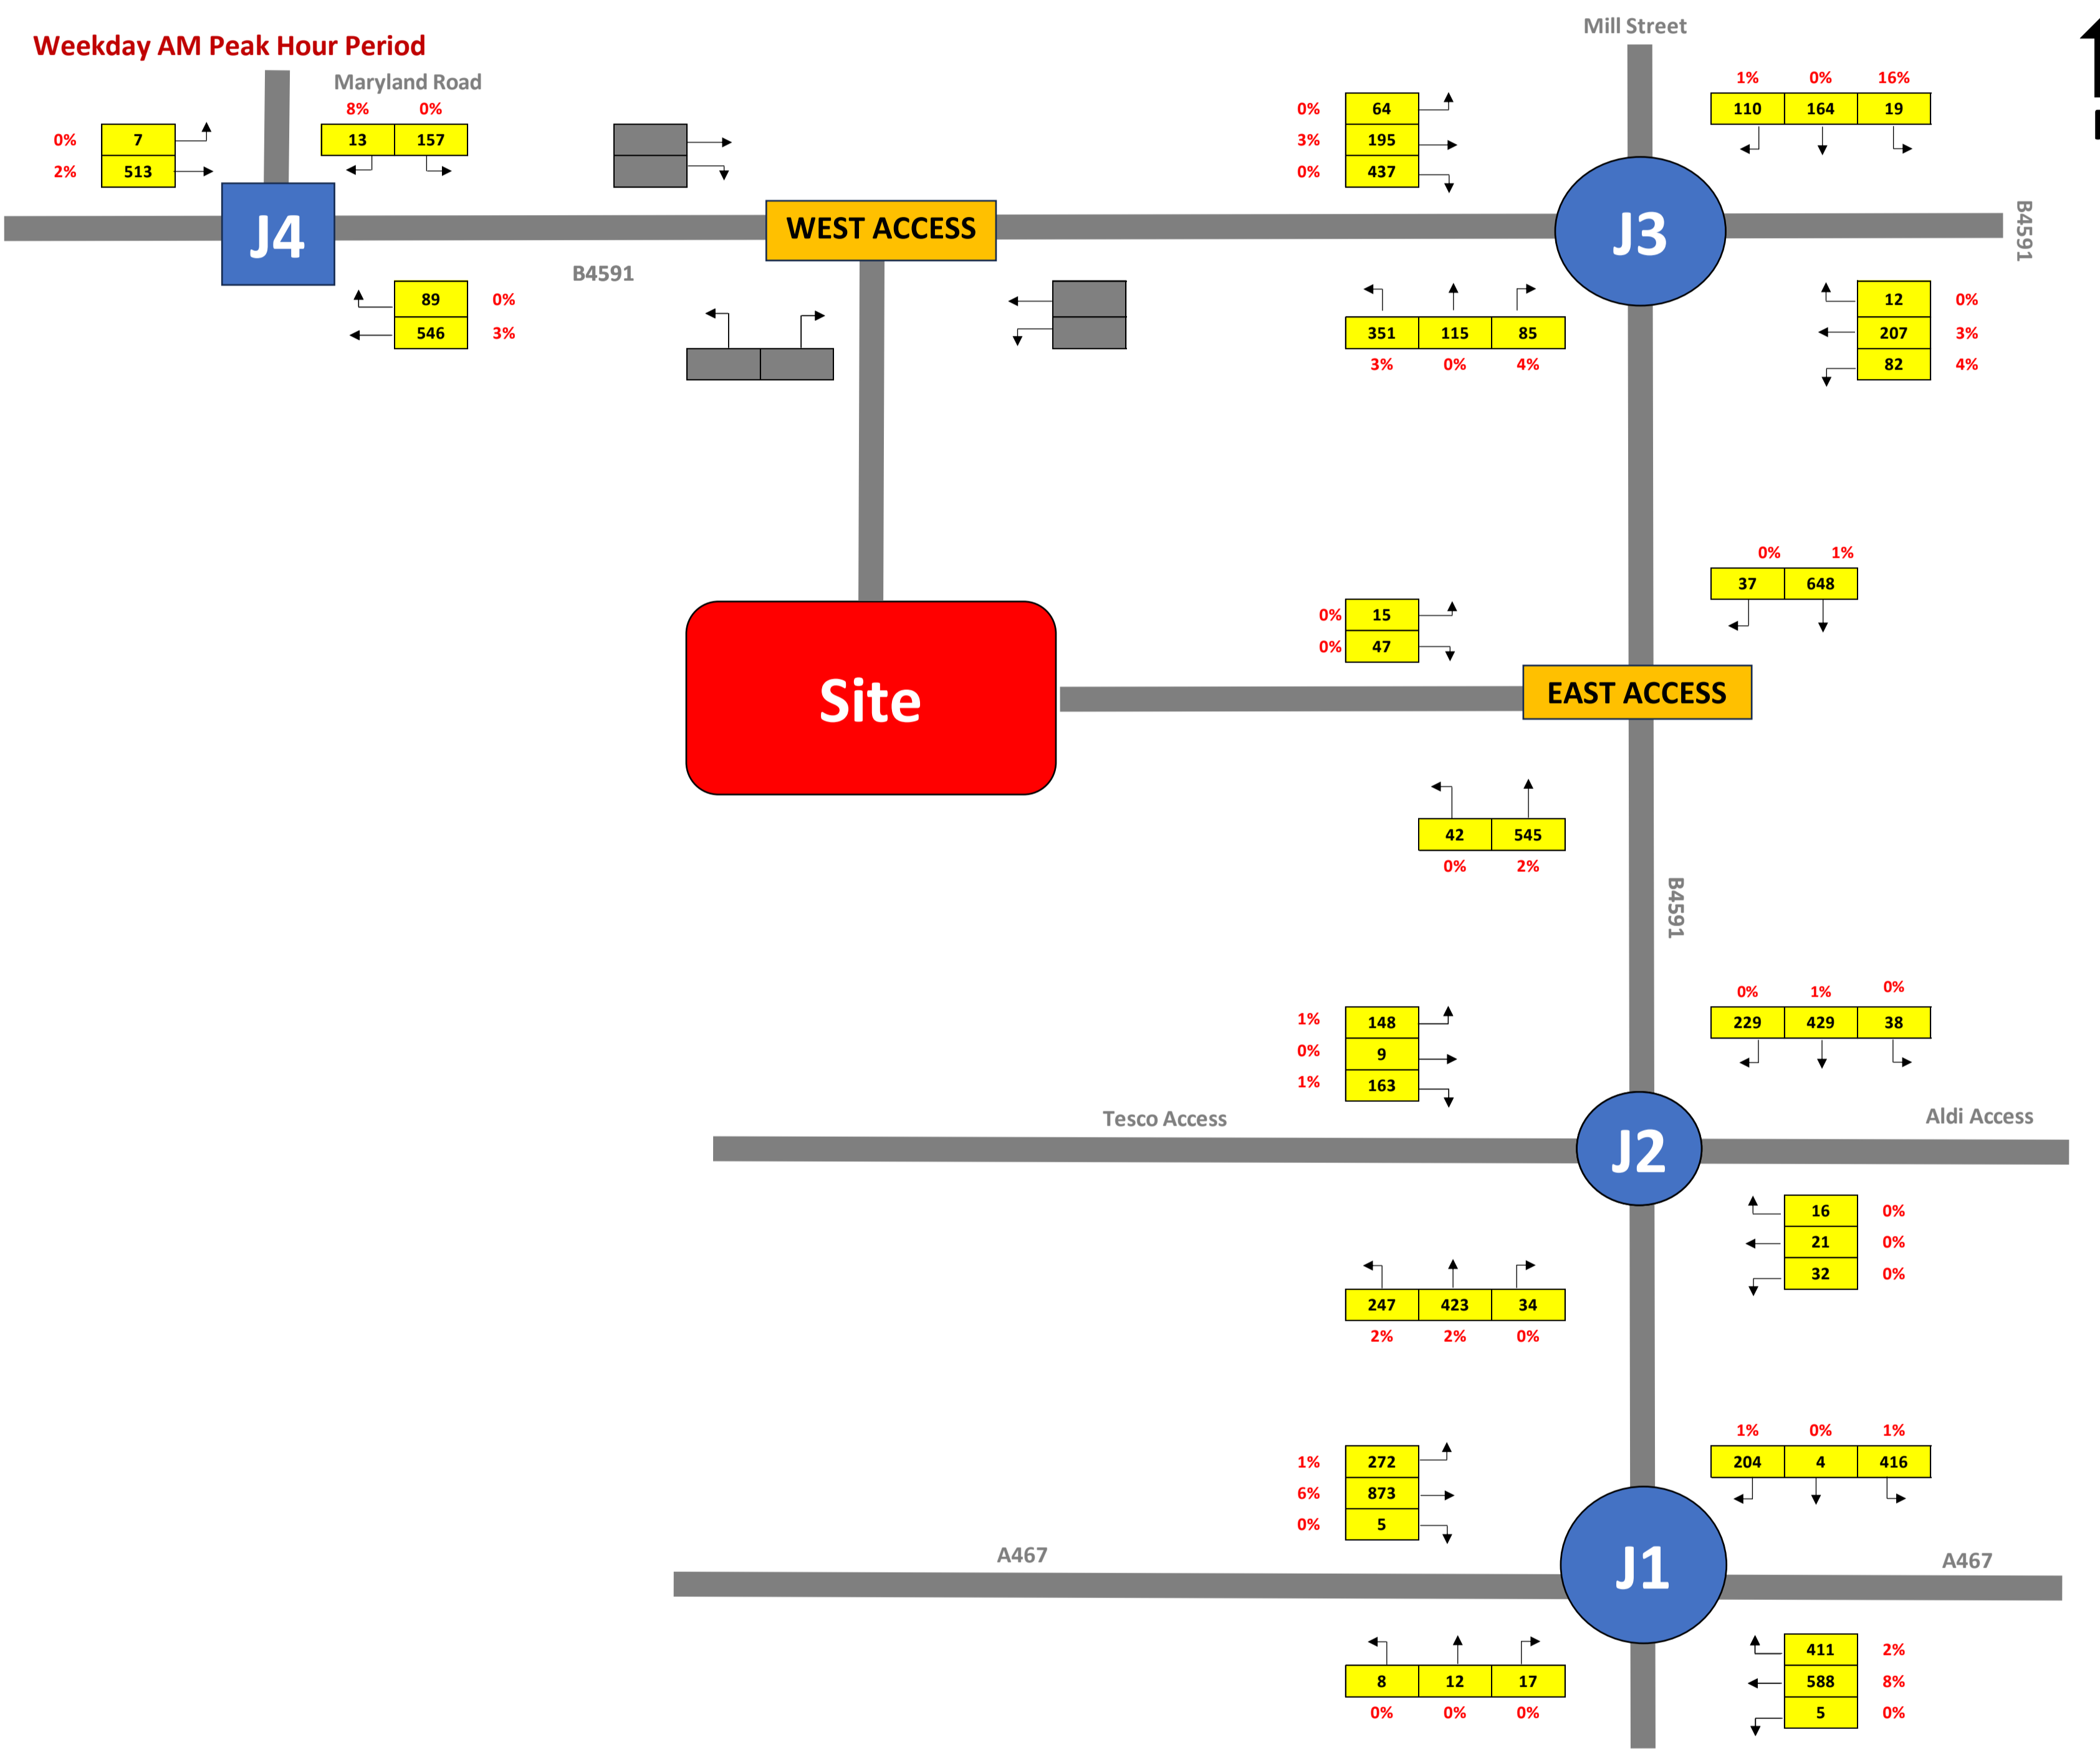 Mill Street
Weekday AM Peak Hour Period
Maryland Road
8% 0%
13 157
0% 7
2% 513
J4
89 0%
546 3%
B4591
WEST ACCESS
0% 64
3% 195
0% 437
1% 0% 16%
110 164 19
J3
B4591
351 115 85
3% 0% 4%
12 0%
207 3%
82 4%
0% 1%
37 648
0% 15
0% 47
Site
EAST ACCESS
42 545
0% 2%
B4591
0% 1% 0%
229 429 38
1% 148
0% 9
1% 163
Tesco Access
Aldi Access
J2
16 0%
21 0%
32 0%
247 423 34
2% 2% 0%
1% 0% 1%
204 4 416
1% 272
6% 873
0% 5
A467
A467
J1
8 12 17
0% 0% 0%
411 2%
588 8%
5 0%